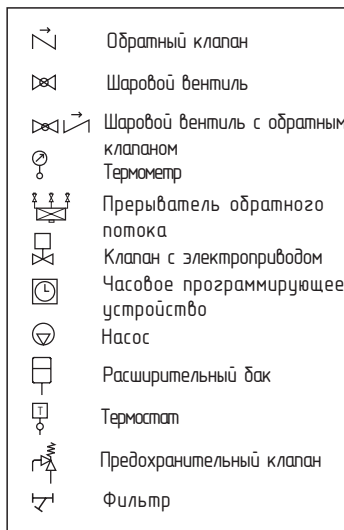 Обратный клапан
Шаровой вентиль
Шаровой вентиль с обратным
клапаном
Термометр
Прерыватель обратного
потока
Клапан с электроприводом
Часовое программирующее
устройство
Насос
Расширительный бак
T
Термостат
Предохранительный клапан
Фильтр